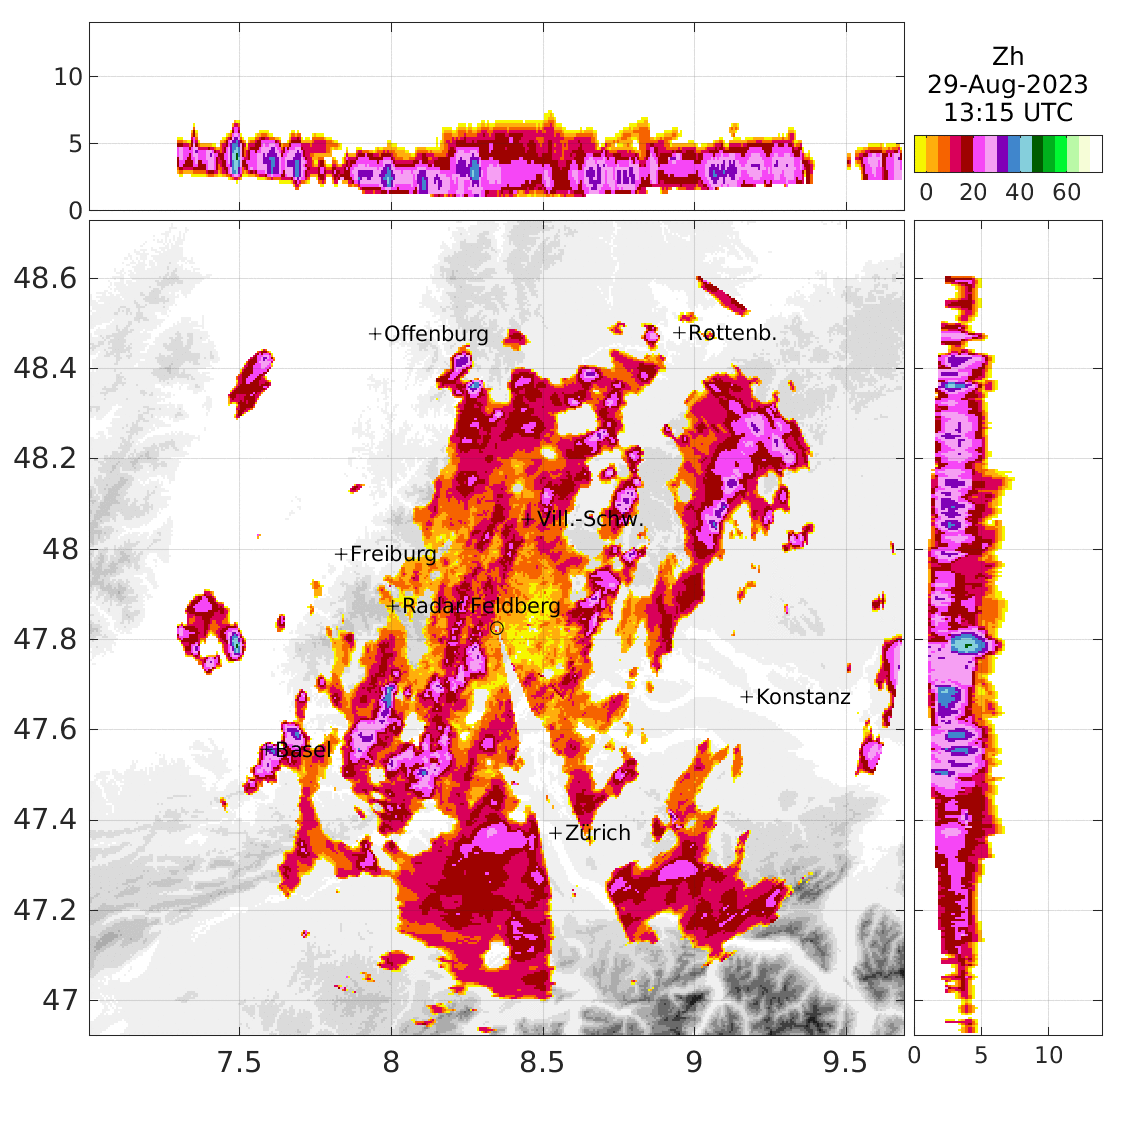 10
5
0
Zh
29-Aug-2023
13:15 UTC
0 20 40 60
48.6
48.4
48.2
48
47.8
47.6
47.4
47.2
47
+Offenburg
+Rottenb.
+Vill.-Schw.
+Freiburg
+Radar Feldberg
+Konstanz
+Basel
+Zürich
7.5 8 8.5 9 9.5
0 5 10